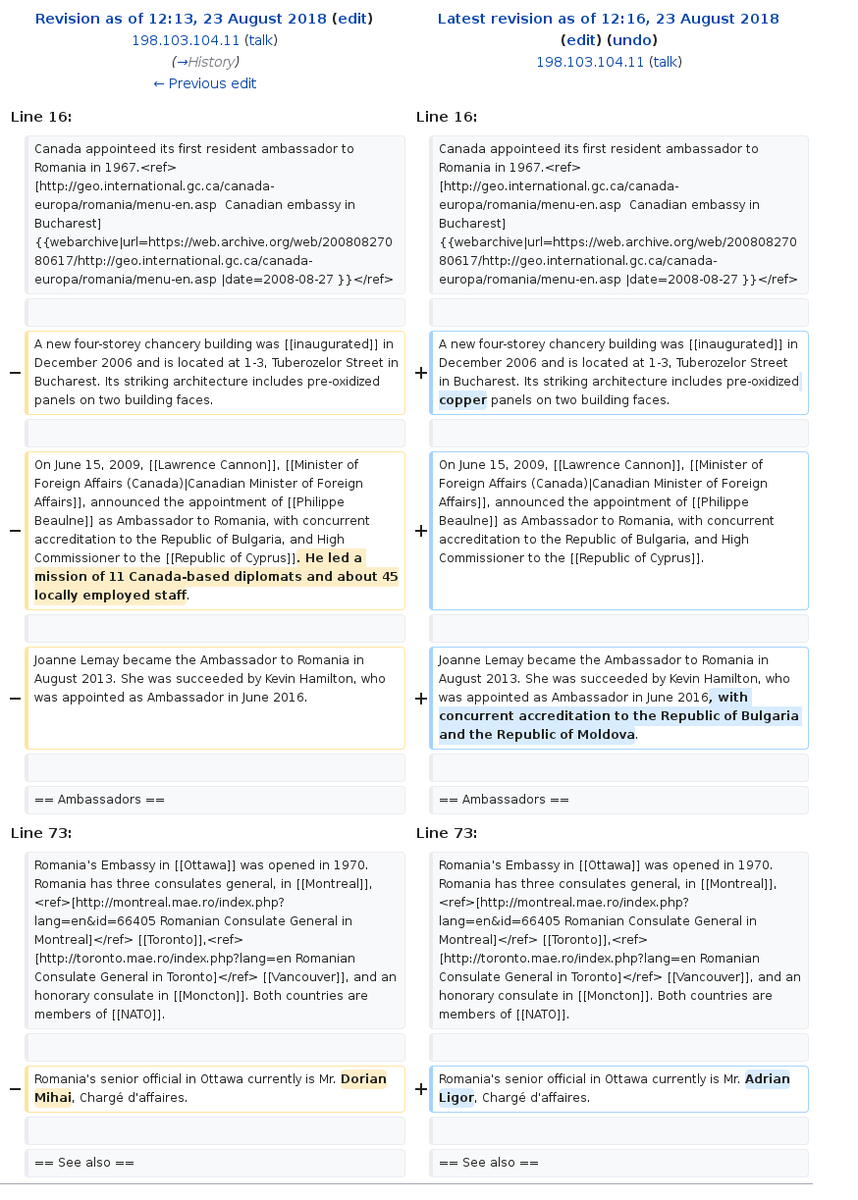 Revision as of 12:13, 23 August 2018 (edit)
198.103.104.11 (talk)
(→History)
← Previous edit
Latest revision as of 12:16, 23 August 2018
(edit) (undo)
198.103.104.11 (talk)
Line 16:
Line 16:
Canada appointeed its first resident ambassador to
Romania in 1967.<ref>
[http://geo.international.gc.ca/canada-
europa/romania/menu-en.asp  Canadian embassy in
Bucharest]
{{webarchive|url=https://web.archive.org/web/200808270
80617/http://geo.international.gc.ca/canada-
europa/romania/menu-en.asp |date=2008-08-27 }}</ref>
Canada appointeed its first resident ambassador to
Romania in 1967.<ref>
[http://geo.international.gc.ca/canada-
europa/romania/menu-en.asp  Canadian embassy in
Bucharest]
{{webarchive|url=https://web.archive.org/web/200808270
80617/http://geo.international.gc.ca/canada-
europa/romania/menu-en.asp |date=2008-08-27 }}</ref>
− A new four-storey chancery building was [[inaugurated]] in
December 2006 and is located at 1-3, Tuberozelor Street in
Bucharest. Its striking architecture includes pre-oxidized
panels on two building faces.
+ A new four-storey chancery building was [[inaugurated]] in
December 2006 and is located at 1-3, Tuberozelor Street
in Bucharest. Its striking architecture includes pre-oxidized
copper panels on two building faces.
− On June 15, 2009, [[Lawrence Cannon]], [[Minister of
Foreign Affairs (Canada)|Canadian Minister of Foreign
Affairs]], announced the appointment of [[Philippe
Beaulne]] as Ambassador to Romania, with concurrent
accreditation to the Republic of Bulgaria, and High
Commissioner to the [[Republic of Cyprus]]. He led a
mission of 11 Canada-based diplomats and about 45
locally employed staff.
+ On June 15, 2009, [[Lawrence Cannon]], [[Minister of
Foreign Affairs (Canada)|Canadian Minister of Foreign
Affairs]], announced the appointment of [[Philippe
Beaulne]] as Ambassador to Romania, with concurrent
accreditation to the Republic of Bulgaria, and High
Commissioner to the [[Republic of Cyprus]].
− Joanne Lemay became the Ambassador to Romania in
August 2013. She was succeeded by Kevin Hamilton, who
was appointed as Ambassador in June 2016.
+ Joanne Lemay became the Ambassador to Romania in
August 2013. She was succeeded by Kevin Hamilton, who
was appointed as Ambassador in June 2016, with
concurrent accreditation to the Republic of Bulgaria
and the Republic of Moldova.
== Ambassadors ==
== Ambassadors ==
Line 73:
Line 73:
Romania's Embassy in [[Ottawa]] was opened in 1970.
Romania has three consulates general, in [[Montreal]],
<ref>[http://montreal.mae.ro/index.php?
lang=en&id=66405 Romanian Consulate General in
Montreal]</ref> [[Toronto]],<ref>
[http://toronto.mae.ro/index.php?lang=en Romanian
Consulate General in Toronto]</ref> [[Vancouver]], and an
honorary consulate in [[Moncton]]. Both countries are
members of [[NATO]].
Romania's Embassy in [[Ottawa]] was opened in 1970.
Romania has three consulates general, in [[Montreal]],
<ref>[http://montreal.mae.ro/index.php?
lang=en&id=66405 Romanian Consulate General in
Montreal]</ref> [[Toronto]],<ref>
[http://toronto.mae.ro/index.php?lang=en Romanian
Consulate General in Toronto]</ref> [[Vancouver]], and an
honorary consulate in [[Moncton]]. Both countries are
members of [[NATO]].
− Romania's senior official in Ottawa currently is Mr. Dorian
Mihai, Chargé d'affaires.
+ Romania's senior official in Ottawa currently is Mr. Adrian
Ligor, Chargé d'affaires.
== See also ==
== See also ==